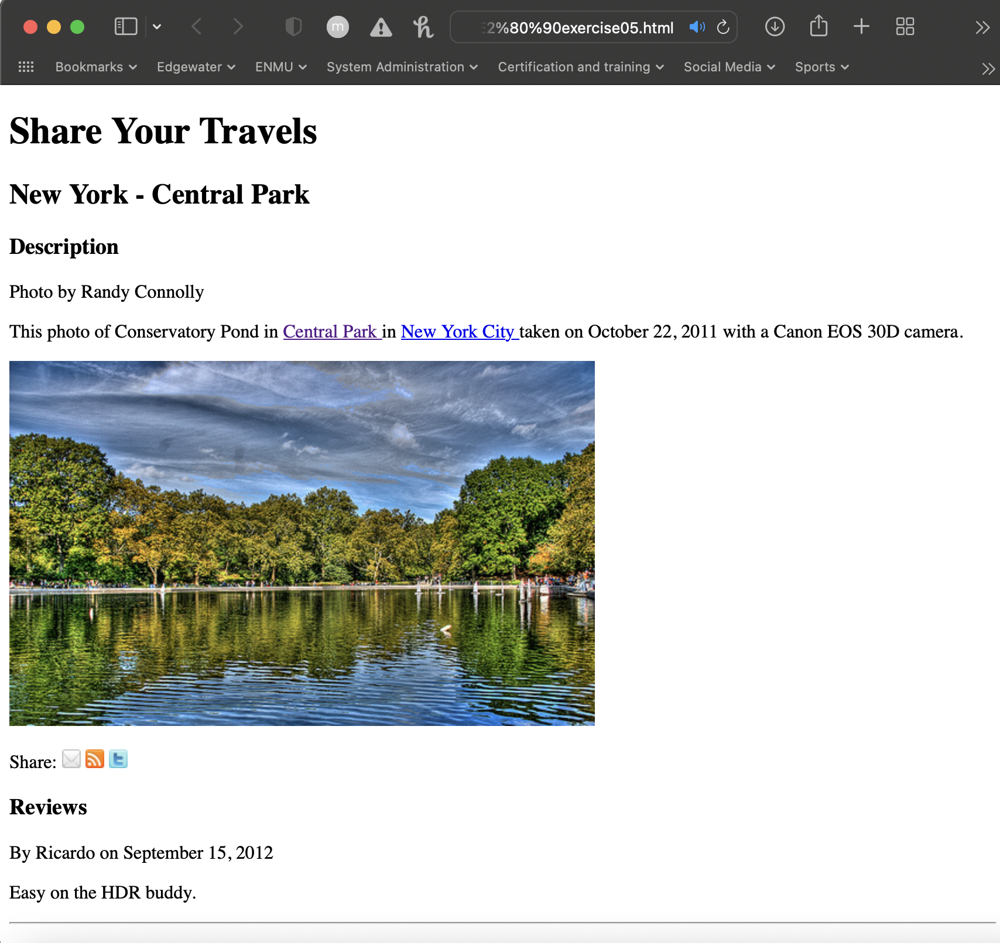 m
2%80%90exercise05.html
Bookmarks Edgewater ENMU System Administration Certification and training Social Media Sports
Share Your Travels
New York - Central Park
Description
Photo by Randy Connolly
This photo of Conservatory Pond in Central Park in New York City taken on October 22, 2011 with a Canon EOS 30D camera.
Share:
Reviews
By Ricardo on September 15, 2012
Easy on the HDR buddy.